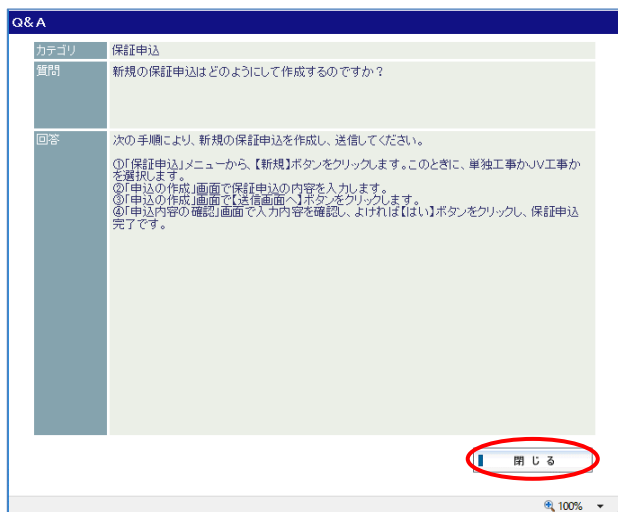 Q&A
カテゴリ 保証申込
質問 新規の保証申込はどのようにして作成するのですか？
回答 次の手順により、新規の保証申込を作成し、送信してください。
①「保証申込」メニューから、【新規】ボタンをクリックします。このときに、単独工事かJV工事か
を選択します。
②「申込の作成」画面で保証申込の内容を入力します。
③「申込の作成」画面で【送信画面へ】ボタンをクリックします。
④「申込内容の確認」画面で入力内容を確認し、よければ【はい】ボタンをクリックし、保証申込
完了です。
閉じる
100%